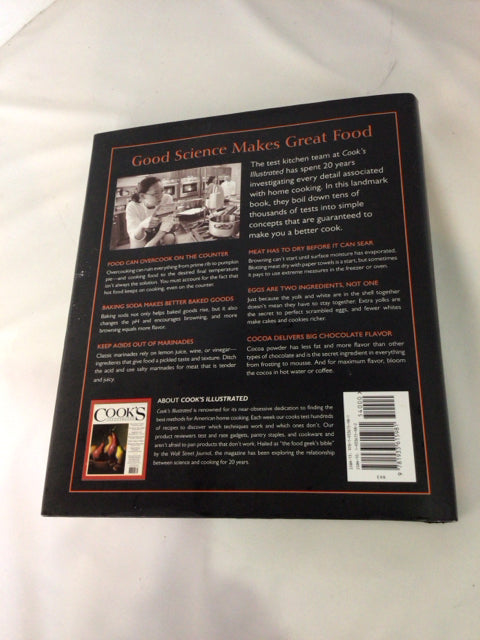 Good Science Makes Great Food
The test kitchen team at Cook's
Illustrated has spent 20 years
investigating every detail associated
with home cooking. In this landmark
book, they boil down tens of
thousands of tests into simple
concepts that are guaranteed to
make you a better cook.
FOOD CAN OVERCOOK ON THE COUNTER
Overcooking can ruin everything from prime rib to pumpkin
pie—and cooking food to the desired final temperature
isn't always the solution. You must account for the fact that
hot food keeps on cooking, even on the counter.
BAKING SODA MAKES BETTER BAKED GOODS
Baking soda not only helps baked goods rise, but it also
changes the pH and encourages browning, and more
browning equals more flavor.
KEEP ACIDS OUT OF MARINADES
Classic marinades rely on lemon juice, wine, or vinegar—
ingredients that give food a pickled taste and texture. Ditch
the acid and use salty marinades for meat that is tender
and juicy.
MEAT HAS TO DRY BEFORE IT CAN SEAR
Browning can't start until surface moisture has evaporated.
Blotting meat dry with paper towels is a start, but sometimes
it pays to use extreme measures in the freezer or oven.
EGGS ARE TWO INGREDIENTS, NOT ONE
Just because the yolk and white are in the shell together
doesn't mean they have to stay together. Extra yolks are
the secret to perfect scrambled eggs, and fewer whites
make cakes and cookies richer.
COCOA DELIVERS BIG CHOCOLATE FLAVOR
Cocoa powder has less fat and more flavor than other
types of chocolate and is the secret ingredient in everything
from frosting to mousse. And for maximum flavor, bloom
the cocoa in hot water or coffee.
ABOUT COOK'S ILLUSTRATED
Cook's Illustrated is renowned for its near-obsessive dedication to finding the
best methods for American home cooking. Each week our cooks test hundreds
of recipes to discover which techniques work and which ones don't. Our
product reviewers test and rate gadgets, pantry staples, and cookware and
aren't afraid to pan products that don't work. Hailed as "the food geek's bible"
by the Wall Street Journal, the magazine has been exploring the relationship
between science and cooking for 20 years.
COOK'S
54000
9 781933 615981